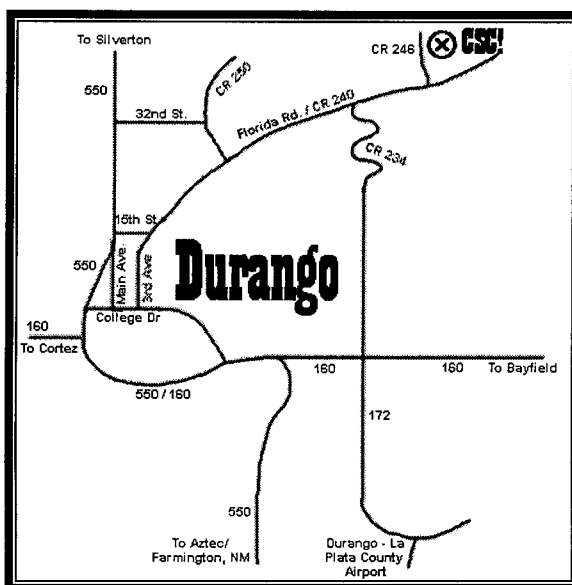 To Silverton
CR 246
CSC!
550
CR 250
32nd St.
Florida Rd. / CR 240
CR 234
15th St.
550
Main Ave.
3rd Ave
Durango
160
College Dr
To Cortez
160
160
To Bayfield
550 / 160
172
550
To Aztec/
Farmington, NM
Durango - La
Plata County
Airport